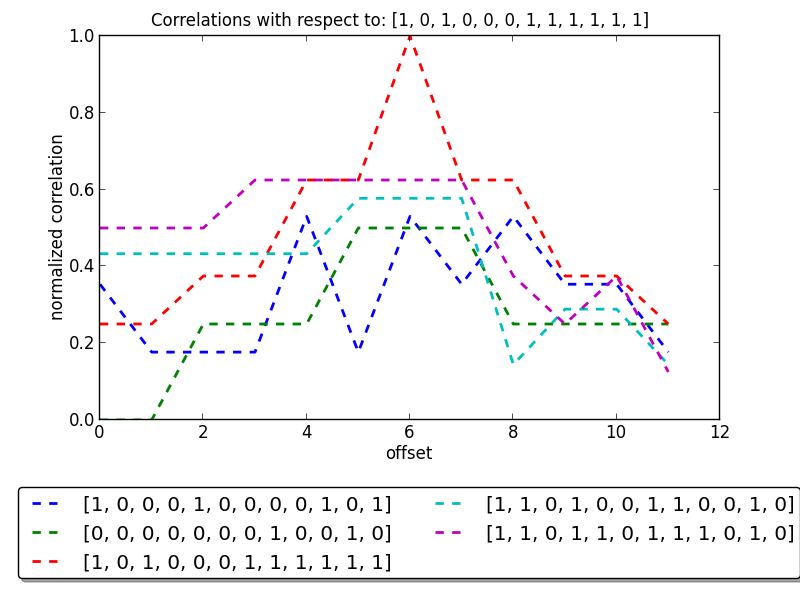 Correlations with respect to: [1, 0, 1, 0, 0, 0, 1, 1, 1, 1, 1, 1]
1.0
0.8
0.6
0.4
0.2
0.0
normalized correlation
0 2 4 6 8 10 12
offset
[1, 0, 0, 0, 1, 0, 0, 0, 0, 1, 0, 1]
[0, 0, 0, 0, 0, 0, 0, 1, 0, 0, 1, 0]
[1, 0, 1, 0, 0, 0, 1, 1, 1, 1, 1, 1]
[1, 1, 0, 1, 0, 0, 1, 1, 0, 0, 1, 0]
[1, 1, 0, 1, 1, 0, 1, 1, 1, 0, 1, 0]